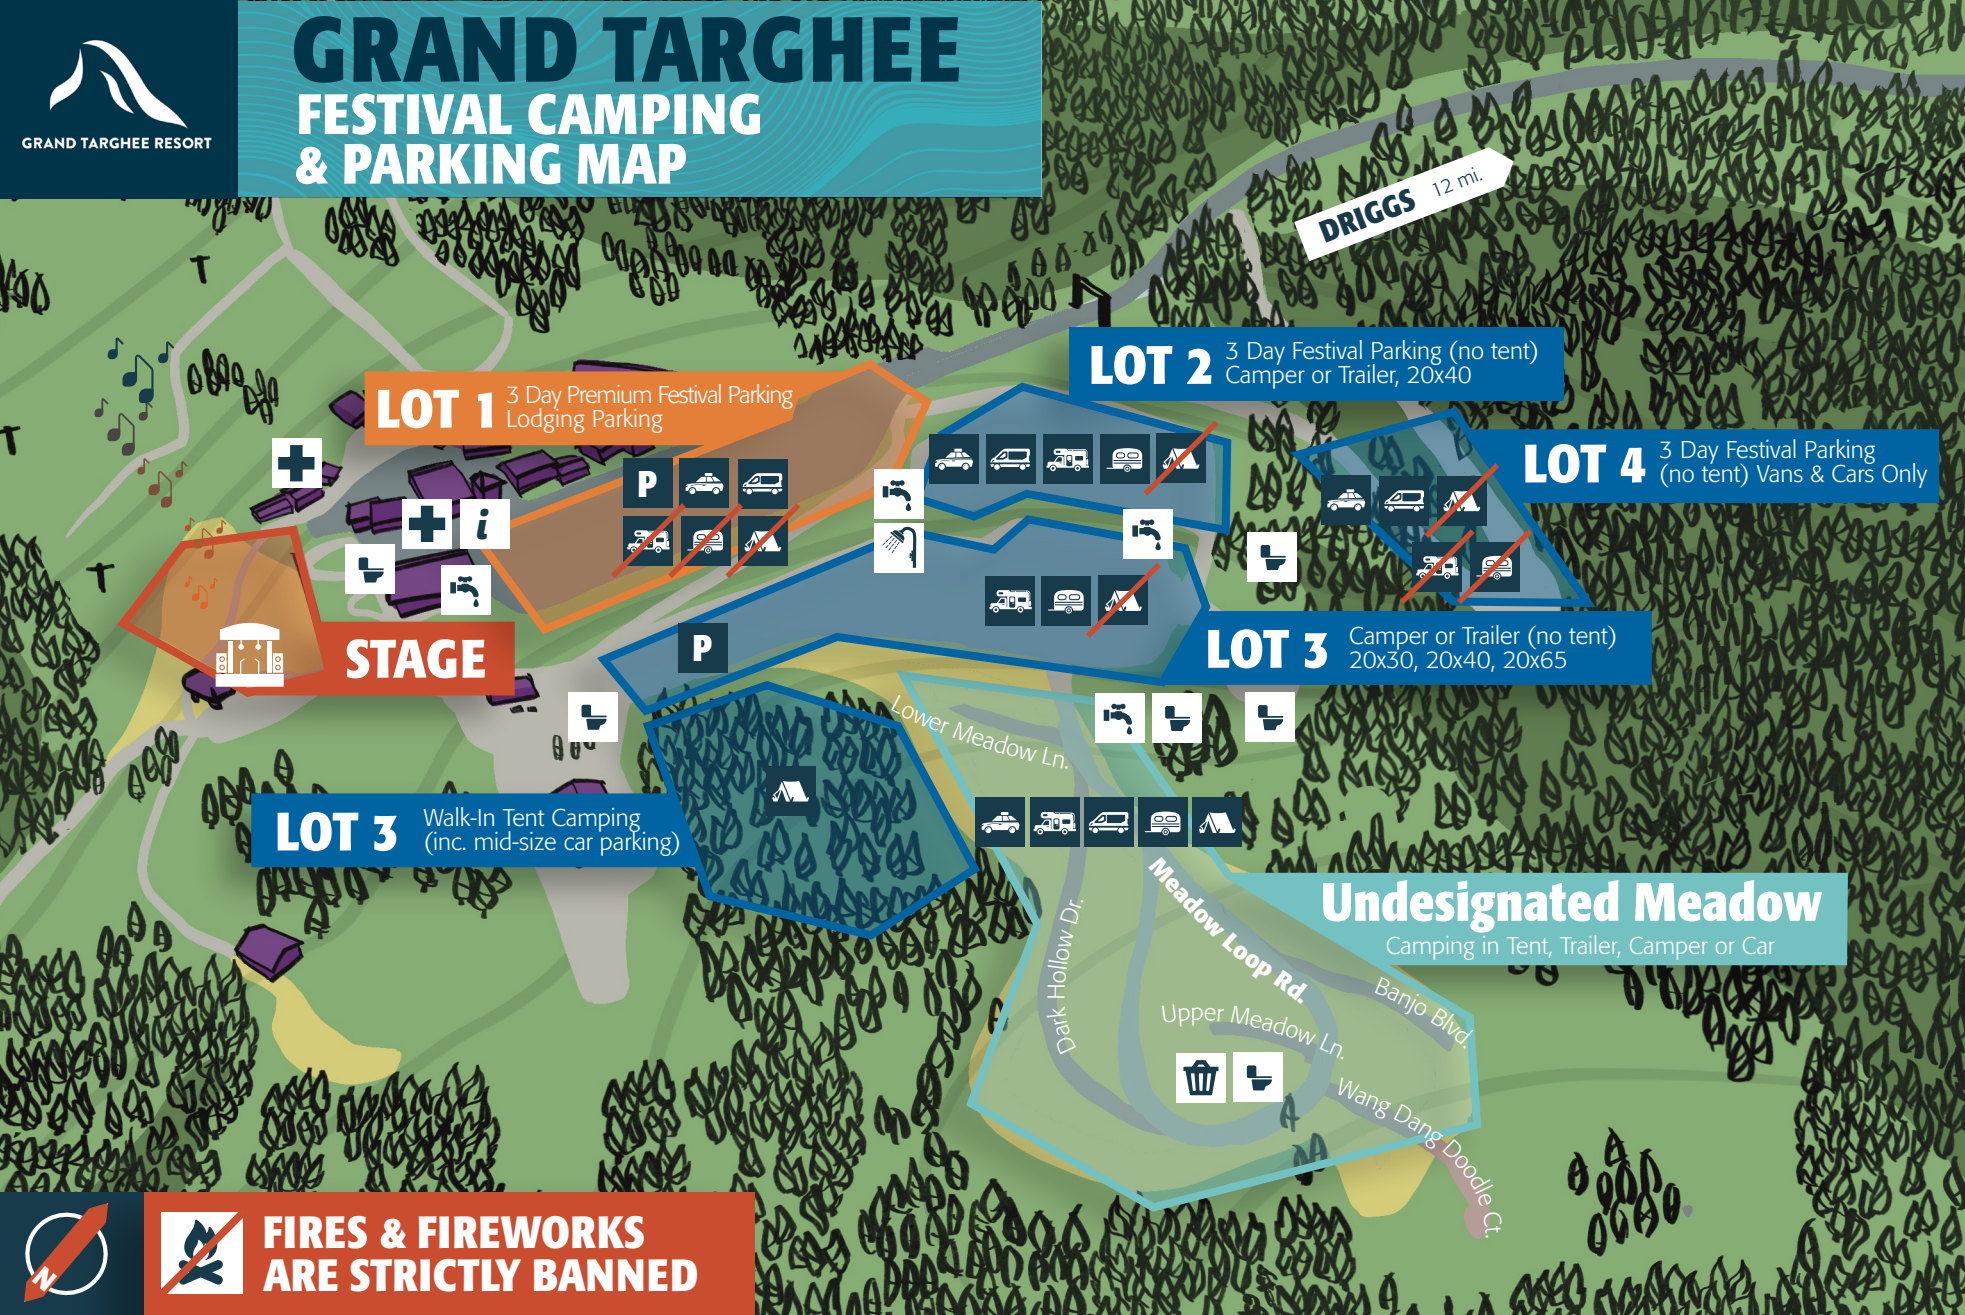 GRAND TARGHEE RESORT
GRAND TARGHEE
FESTIVAL CAMPING
& PARKING MAP
DRIGGS 12 mi.
LOT 1
3 Day Premium Festival Parking
Lodging Parking
LOT 2
3 Day Festival Parking (no tent)
Camper or Trailer, 20x40
LOT 4
3 Day Festival Parking
(no tent) Vans & Cars Only
P
i
STAGE
P
LOT 3
Camper or Trailer (no tent)
20x30, 20x40, 20x65
Lower Meadow Ln.
LOT 3
Walk-In Tent Camping
(inc. mid-size car parking)
Meadow Loop Rd.
Undesignated Meadow
Camping in Tent, Trailer, Camper or Car
Dark Hollow Dr.
Banjo Blvd.
Upper Meadow Ln.
Wang Dang Doodle Ct.
N
FIRES & FIREWORKS
ARE STRICTLY BANNED